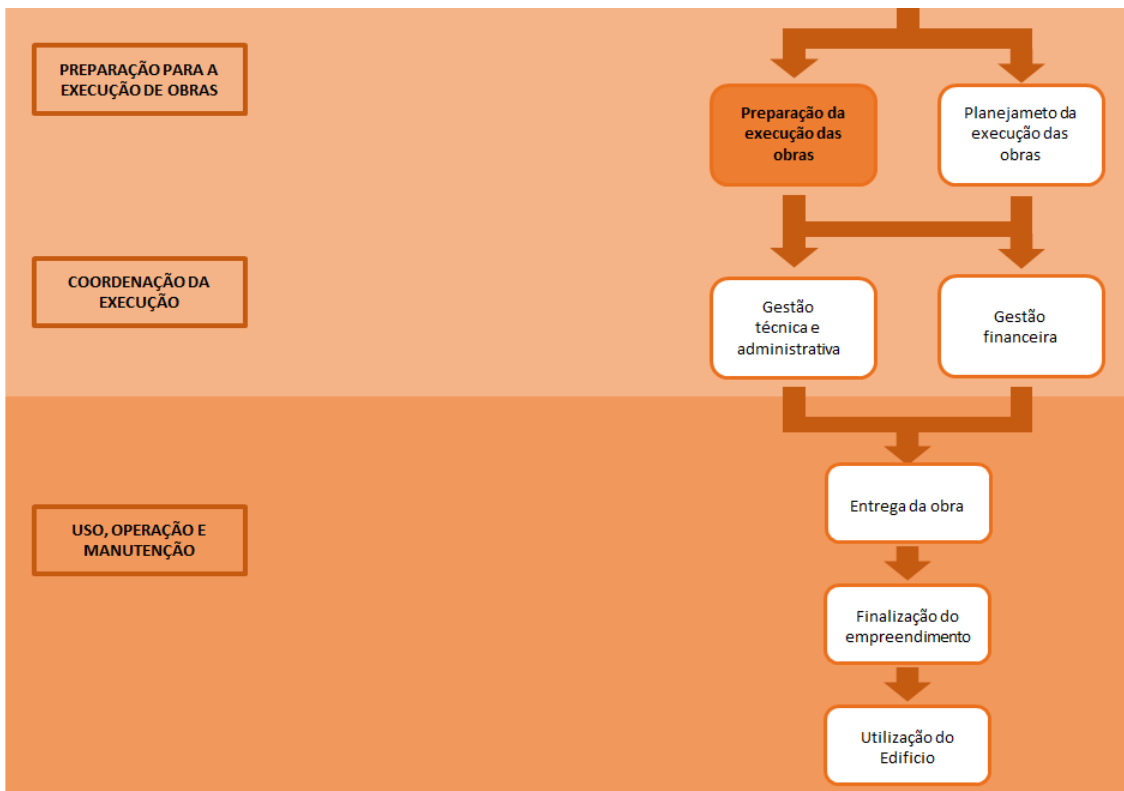 PREPARAÇÃO PARA A
EXECUÇÃO DE OBRAS
Preparação da
execução das
obras
Planejameto da
execução das
obras
COORDENAÇÃO DA
EXECUÇÃO
Gestão
técnica e
administrativa
Gestão
financeira
USO, OPERAÇÃO E
MANUTENÇÃO
Entrega da obra
Finalização do
empreendimento
Utilização do
Edificio